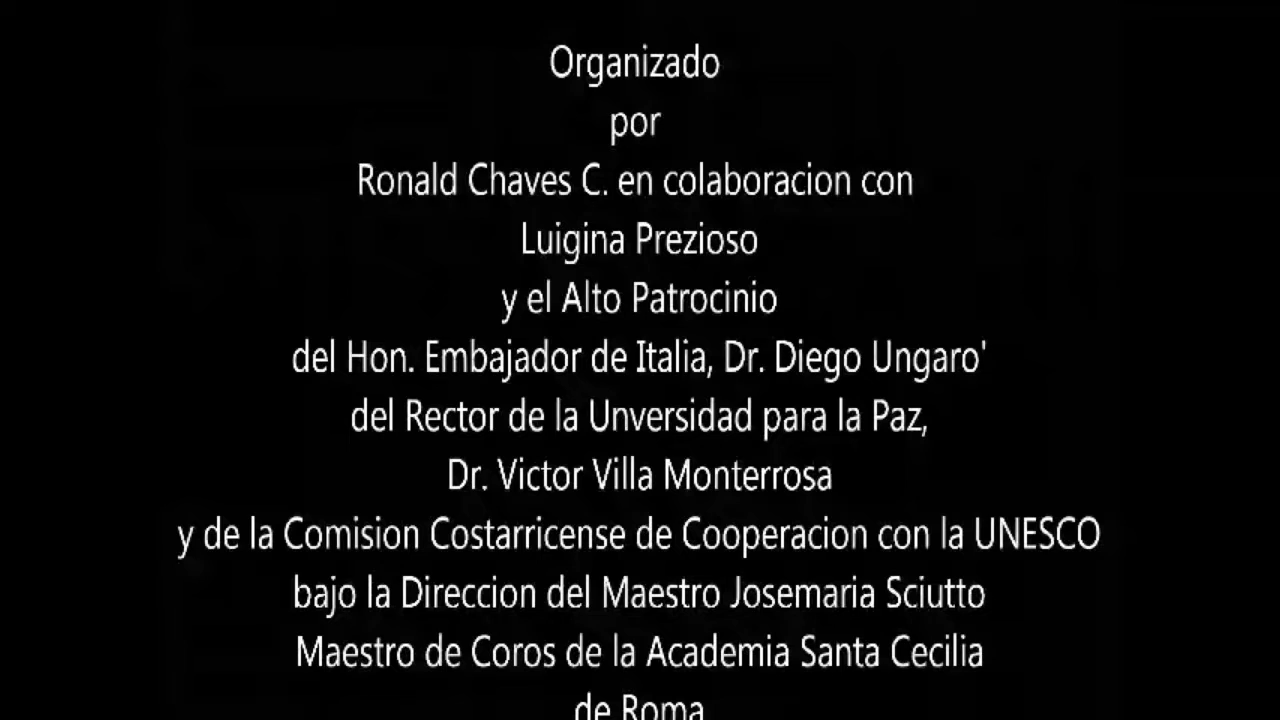 Organizado
por
Ronald Chaves C. en colaboracion con
Luigina Prezioso
y el Alto Patrocinio
del Hon. Embajador de Italia, Dr. Diego Ungaro'
del Rector de la Unversidad para la Paz,
Dr. Victor Villa Monterrosa
y de la Comision Costarricense de Cooperacion con la UNESCO
bajo la Direccion del Maestro Josemaria Sciutto
Maestro de Coros de la Academia Santa Cecilia
de Roma